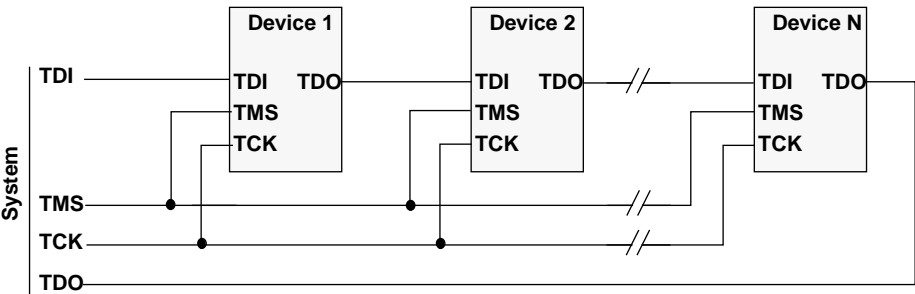 Device 1
Device 2
Device N
TDI
TDI TDO
TDI TDO
TDI TDO
TMS
TMS
TMS
TCK
TCK
TCK
System
TMS
TCK
TDO